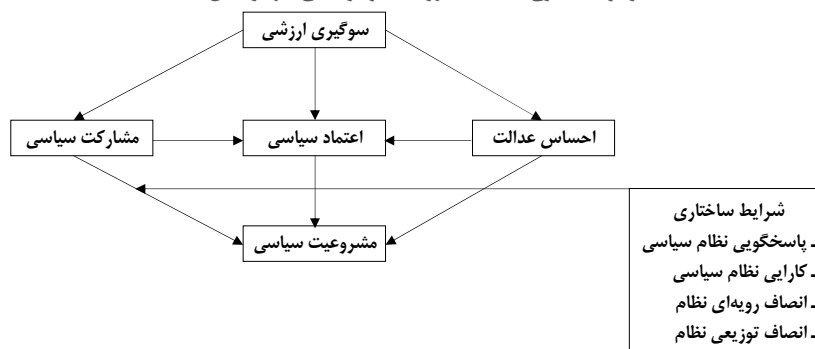 سوگیری ارزشی
احساس عدالت
اعتماد سیاسی
مشارکت سیاسی
مشروعیت سیاسی
شرایط ساختاری
ـ پاسخگویی نظام سیاسی
ـ کارایی نظام سیاسی
ـ انصاف رویه‌ای نظام
ـ انصاف توزیعی نظام